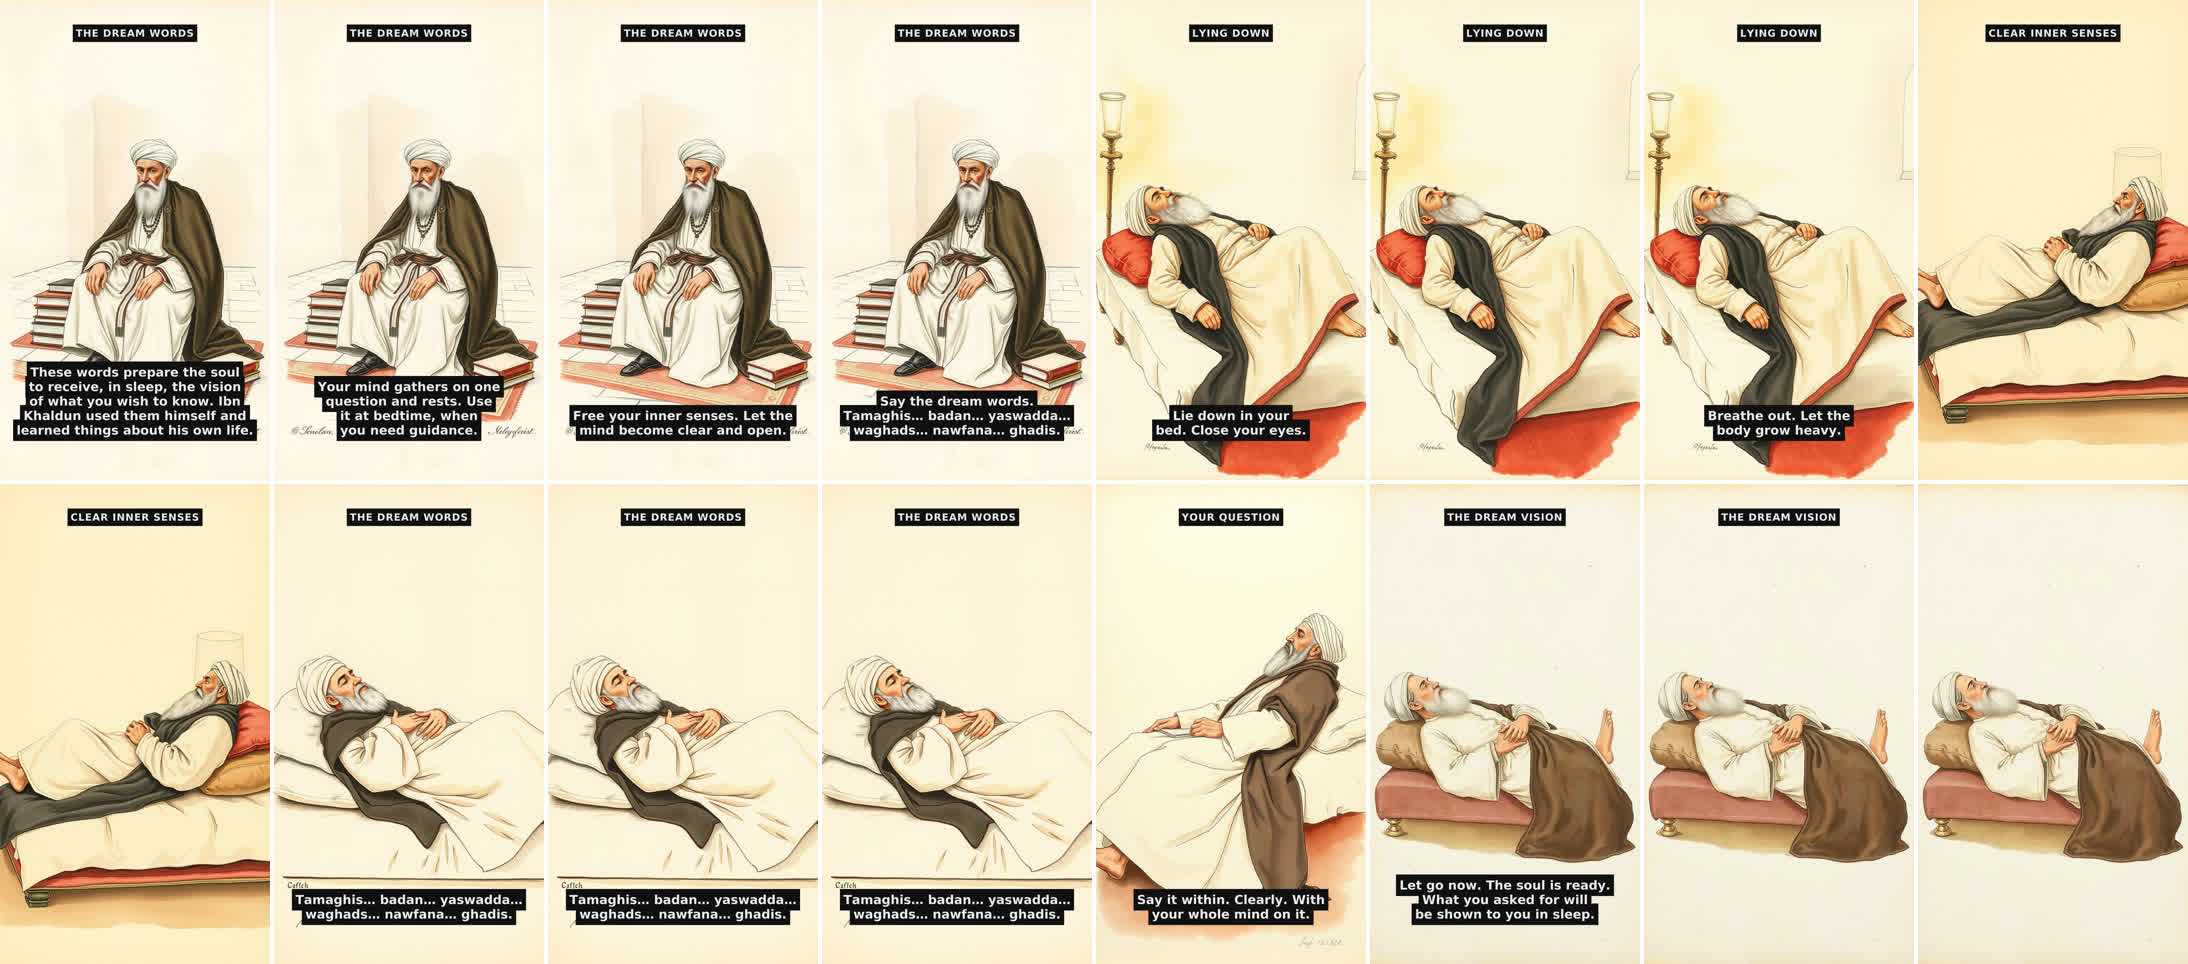 THE DREAM WORDS
These words prepare the soul
to receive, in sleep, the vision
of what you wish to know. Ibn
Khaldun used them himself and
learned things about his own life.
THE DREAM WORDS
Your mind gathers on one
question and rests. Use
it at bedtime, when
you need guidance.
THE DREAM WORDS
Free your inner senses. Let the
mind become clear and open.
THE DREAM WORDS
Say the dream words.
Tamaghis... badan... yaswadda...
waghads... nawfana... ghadis.
LYING DOWN
Lie down in your
bed. Close your eyes.
LYING DOWN
LYING DOWN
Breathe out. Let the
body grow heavy.
CLEAR INNER SENSES
CLEAR INNER SENSES
THE DREAM WORDS
Tamaghis... badan... yaswadda...
waghads... nawfana... ghadis.
THE DREAM WORDS
Tamaghis... badan... yaswadda...
waghads... nawfana... ghadis.
THE DREAM WORDS
Tamaghis... badan... yaswadda...
waghads... nawfana... ghadis.
YOUR QUESTION
Say it within. Clearly. With
your whole mind on it.
THE DREAM VISION
Let go now. The soul is ready.
What you asked for will
be shown to you in sleep.
THE DREAM VISION